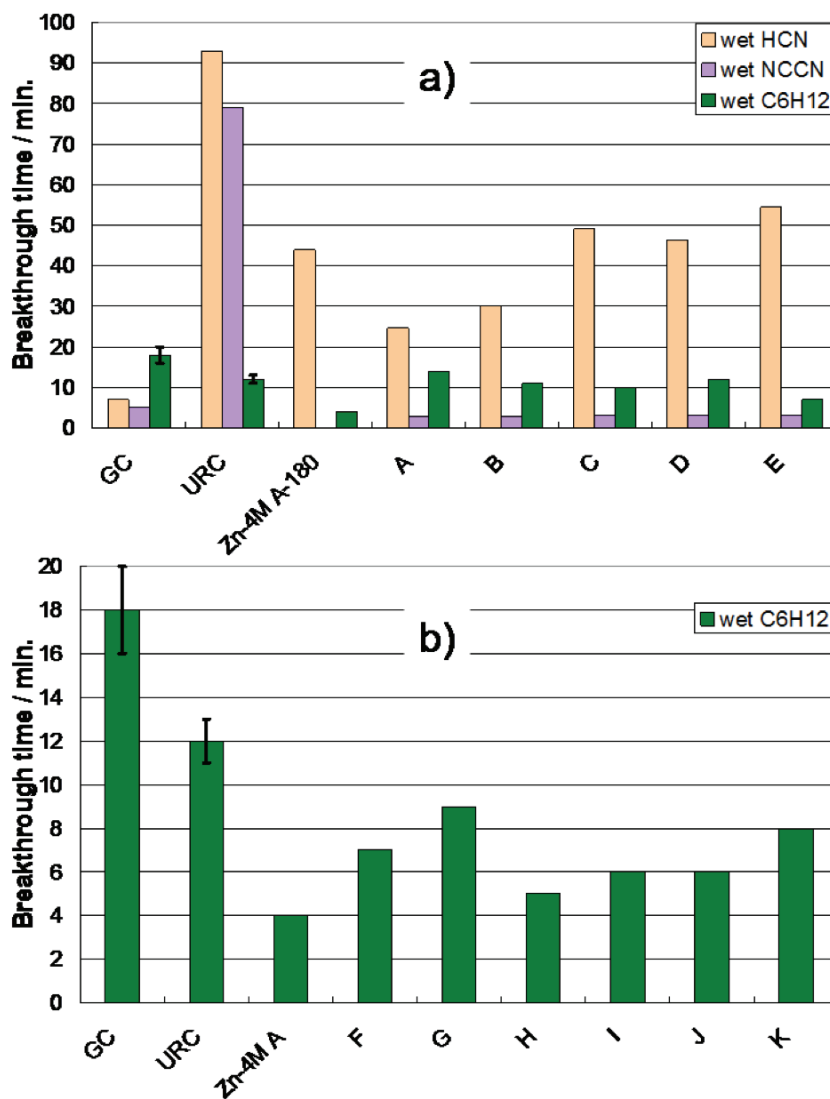 a)
wet HCN
wet NCCN
wet C6H12
Breakthrough time / min.
100
90
80
70
60
50
40
30
20
10
0
GC
URC
Zn-4M A-180
A
B
C
D
E
b)
wet C6H12
Breakthrough time / min.
20
18
16
14
12
10
8
6
4
2
0
GC
URC
Zn-4M A
F
G
H
I
J
K